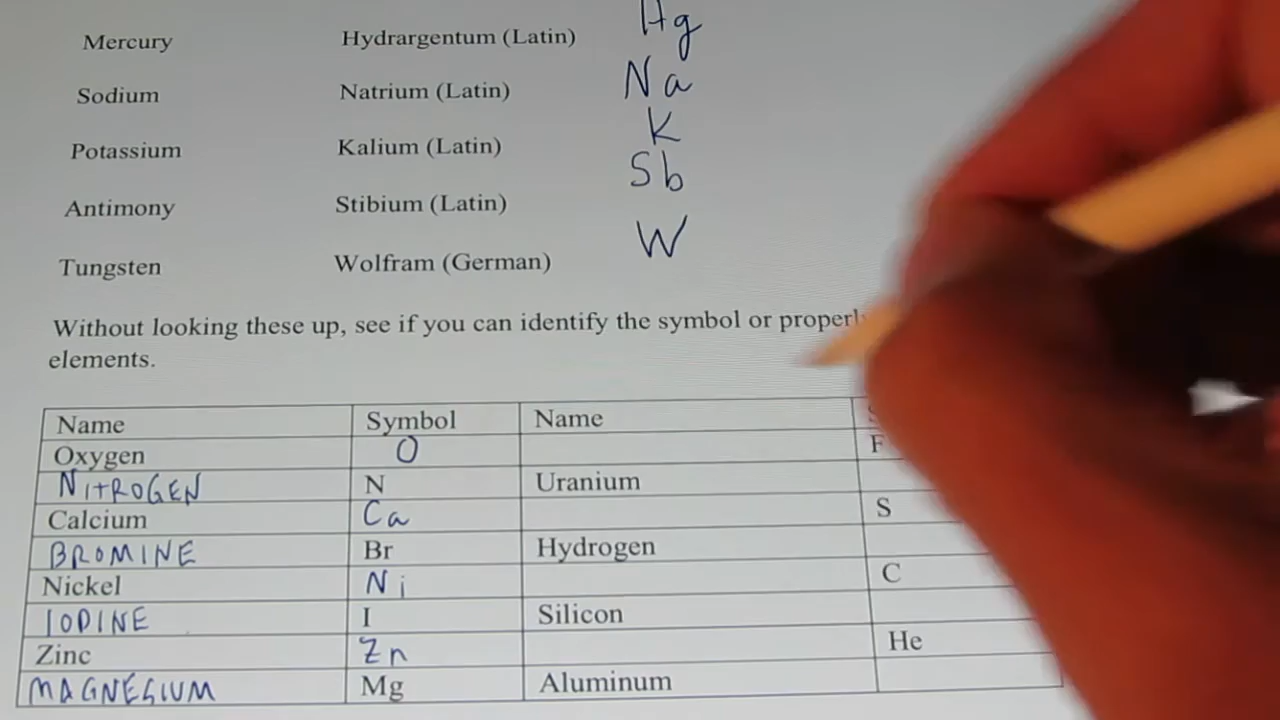 Mercury Hydrargentum (Latin) Hg
Sodium Natrium (Latin) Na
Potassium Kalium (Latin) K
Antimony Stibium (Latin) Sb
Tungsten Wolfram (German) W
Without looking these up, see if you can identify the symbol or properly
elements.
Name Symbol Name
Oxygen O F
NITROGEN N Uranium
Calcium Ca S
BROMINE Br Hydrogen
Nickel Ni C
IODINE I Silicon
Zinc Zn He
MAGNESIUM Mg Aluminum